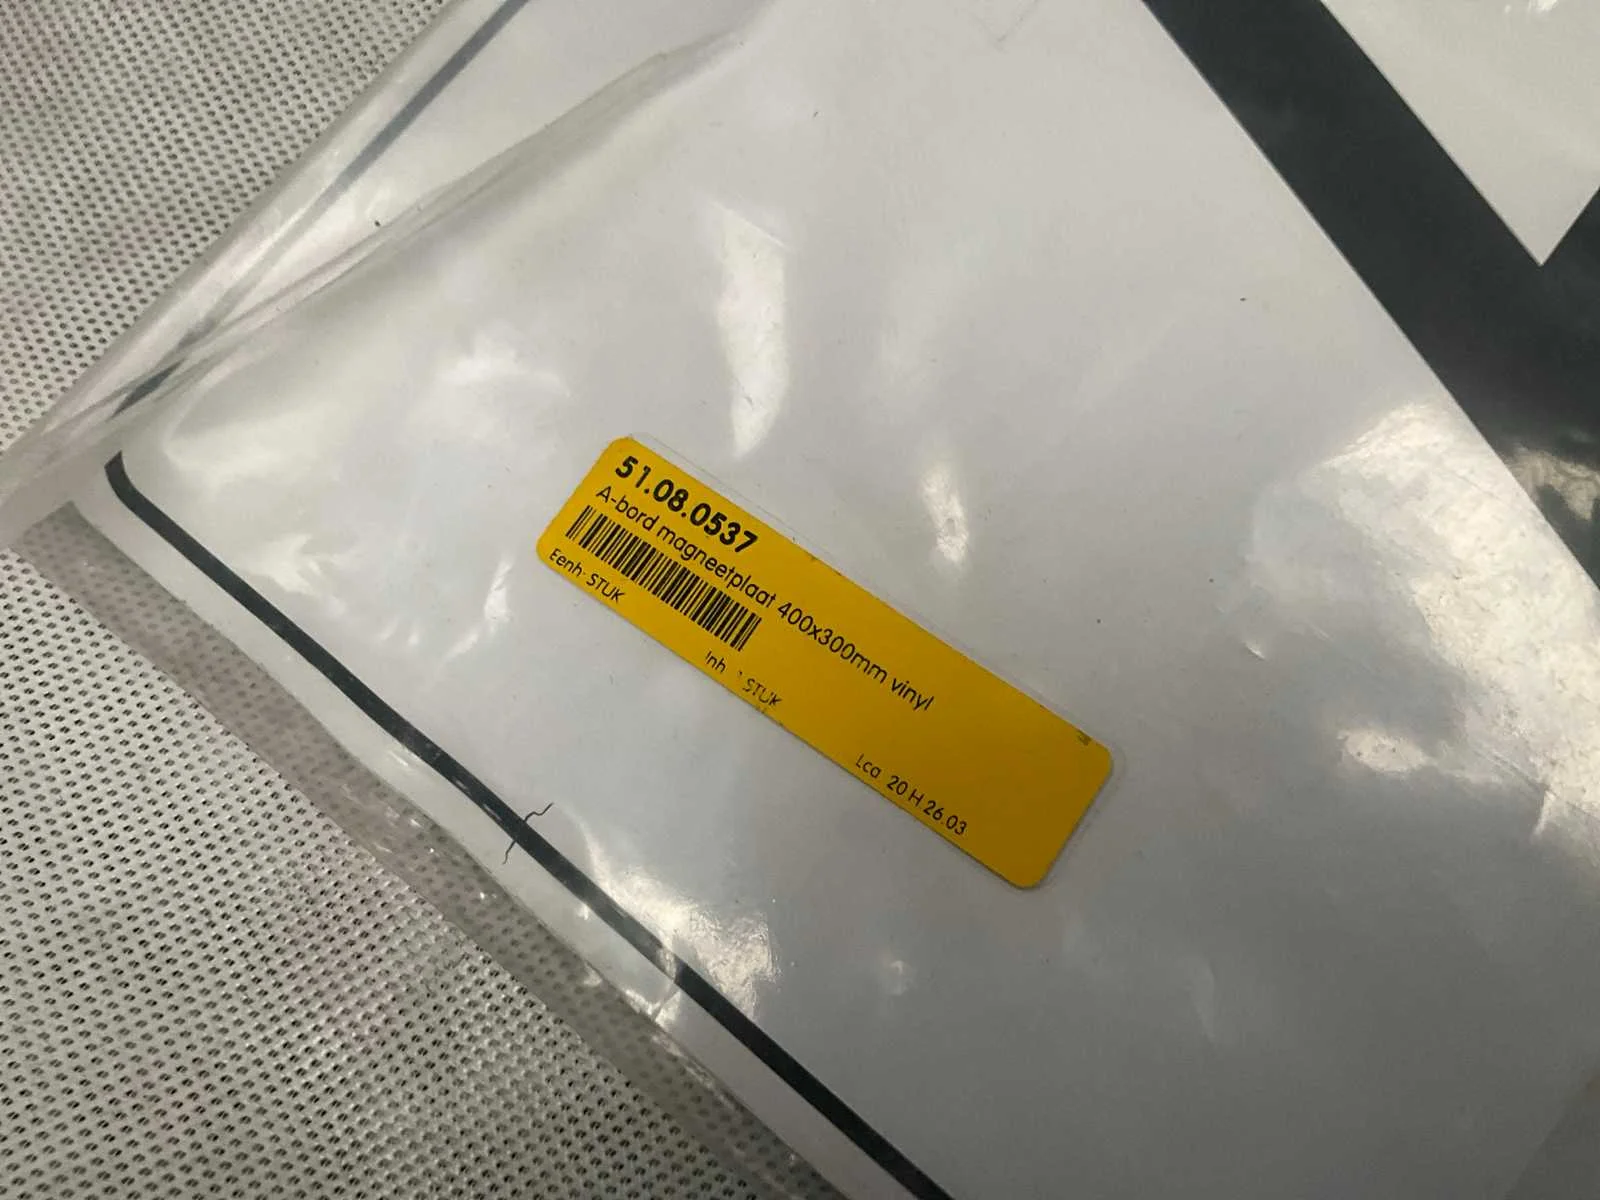 51.08.0537
A-bord magneetplaat 400x300mm vinyl
Eenh: STUK
Inh STUK
Lca 20 H 26.03